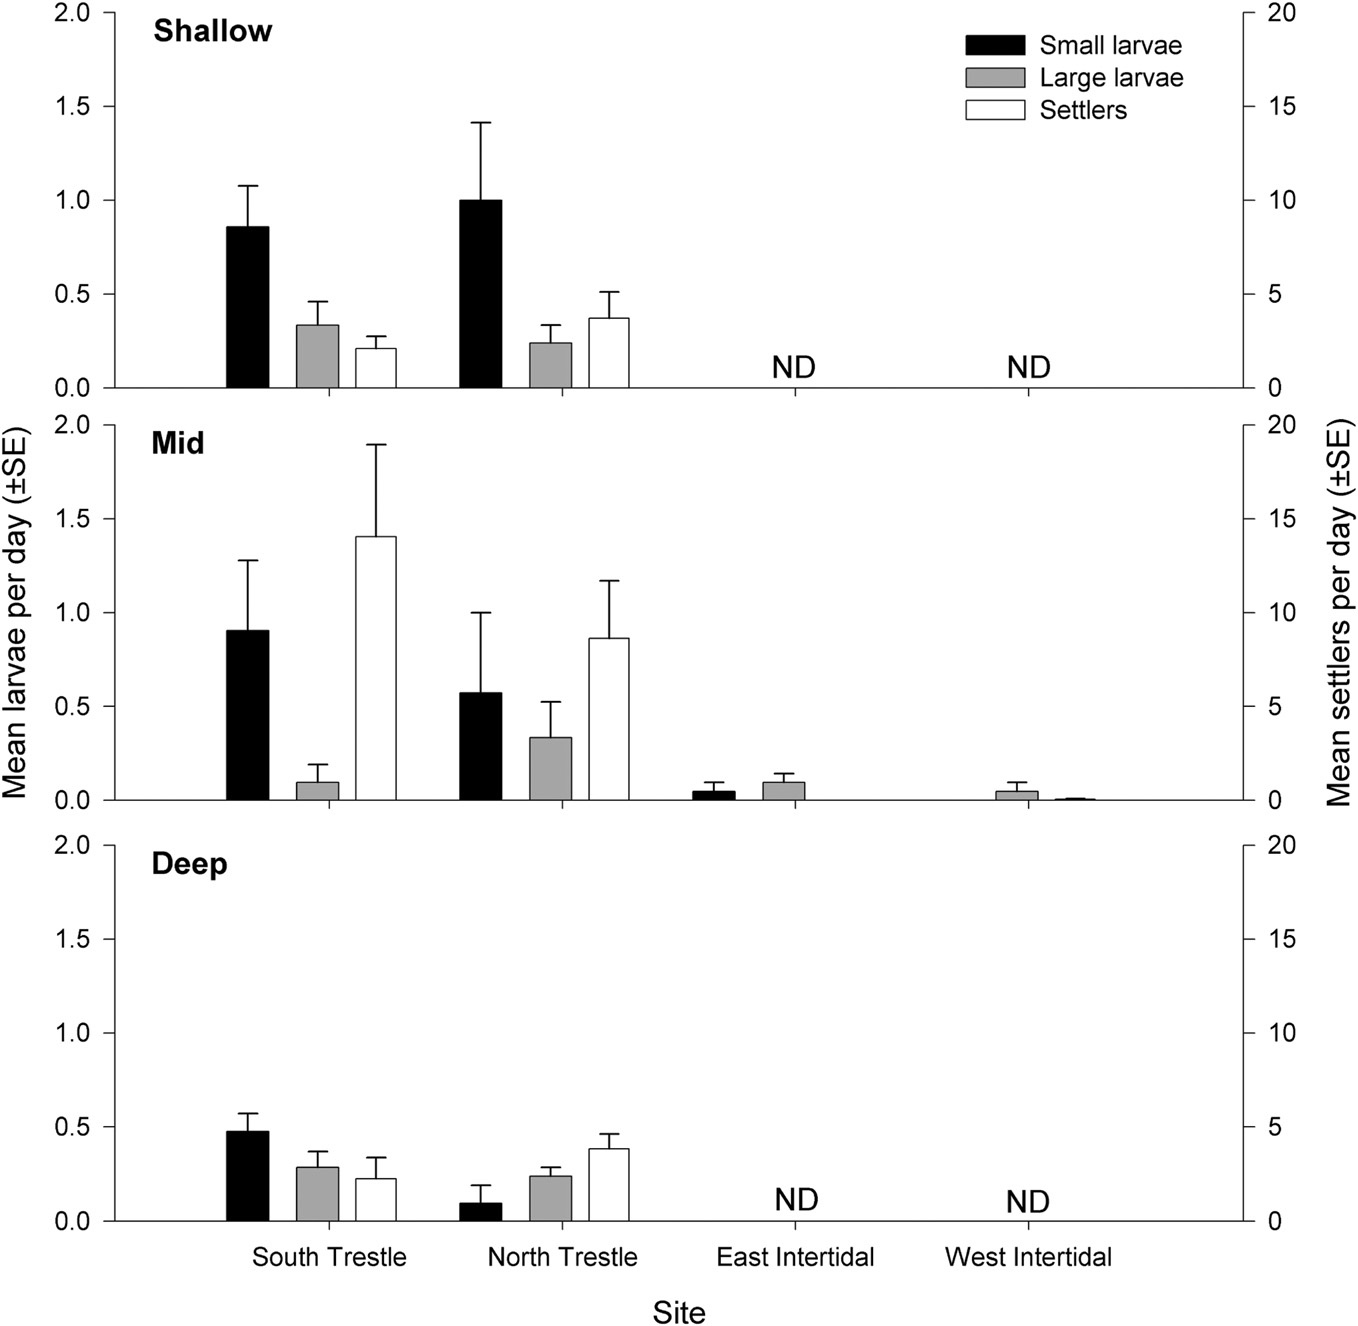 Shallow
Small larvae
Large larvae
Settlers
2.0
1.5
1.0
0.5
0.0
20
15
10
5
0
ND
ND
Mid
2.0
1.5
1.0
0.5
0.0
20
15
10
5
0
Mean larvae per day (±SE)
Mean settlers per day (±SE)
Deep
2.0
1.5
1.0
0.5
0.0
20
15
10
5
0
ND
ND
South Trestle
North Trestle
East Intertidal
West Intertidal
Site